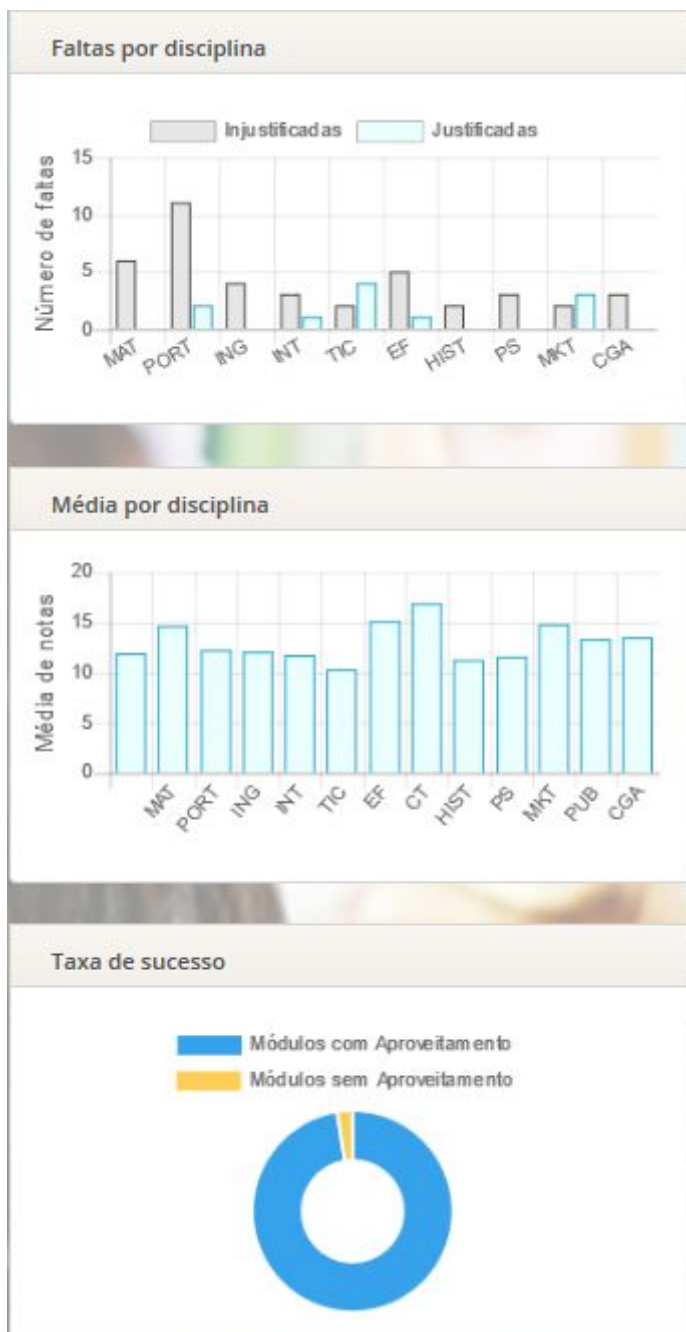 Faltas por disciplina
Injustificadas Justificadas
Número de faltas
15
10
5
0
MAT PORT ING INT TIC EF HIST PS MKT CGA
Média por disciplina
Média de notas
20
15
10
5
0
MAT PORT ING INT TIC EF CT HIST PS MKT PUB CGA
Taxa de sucesso
Módulos com Aproveitamento
Módulos sem Aproveitamento